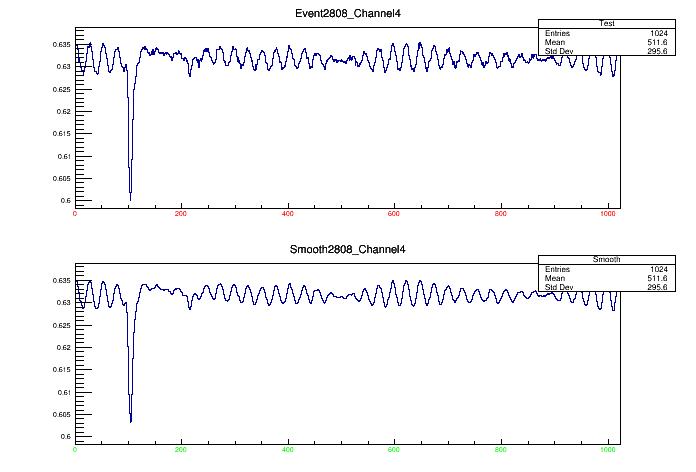 Event2808_Channel4
Test
Entries 1024
Mean 511.6
Std Dev 295.6
0.635
0.63
0.625
0.62
0.615
0.61
0.605
0.6
0 200 400 600 800 1000
Smooth2808_Channel4
Smooth
Entries 1024
Mean 511.6
Std Dev 295.6
0.635
0.63
0.625
0.62
0.615
0.61
0.605
0.6
0 200 400 600 800 1000